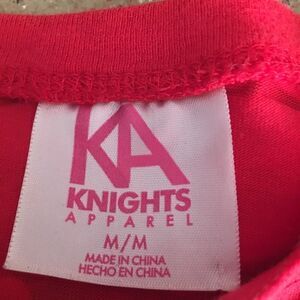 KA
KNIGHTS
APPAREL
M/M
MADE IN CHINA
HECHO EN CHINA